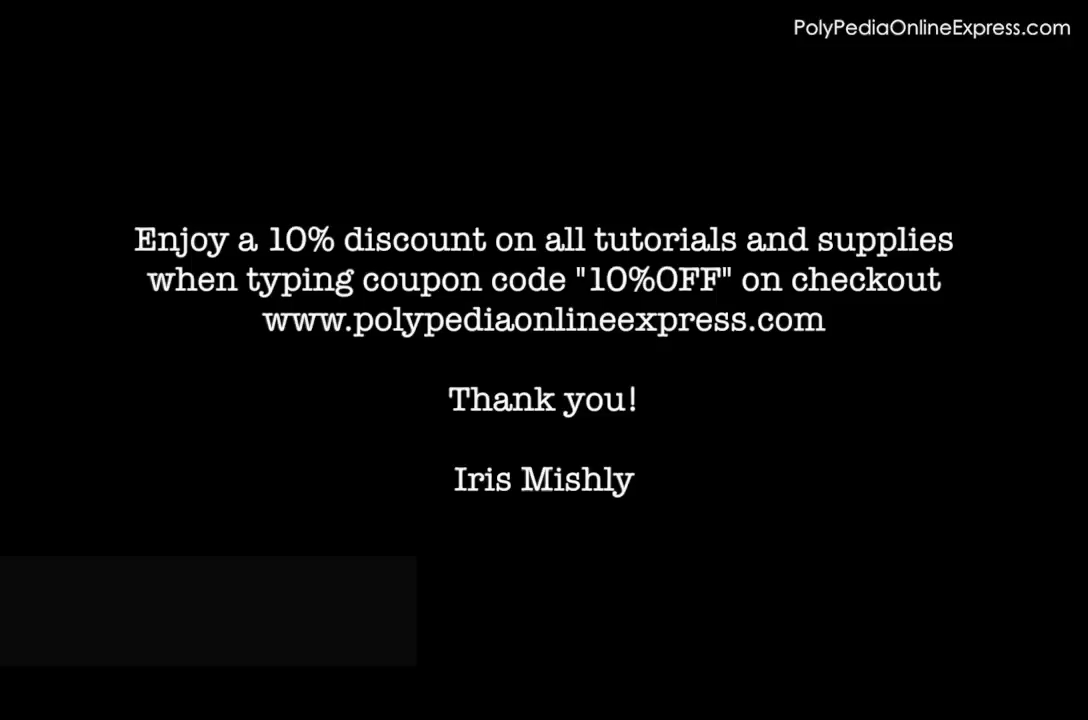 PolyPediaOnlineExpress.com
Enjoy a 10% discount on all tutorials and supplies
when typing coupon code "10%OFF" on checkout
www.polypediaonlineexpress.com
Thank you!
Iris Mishly